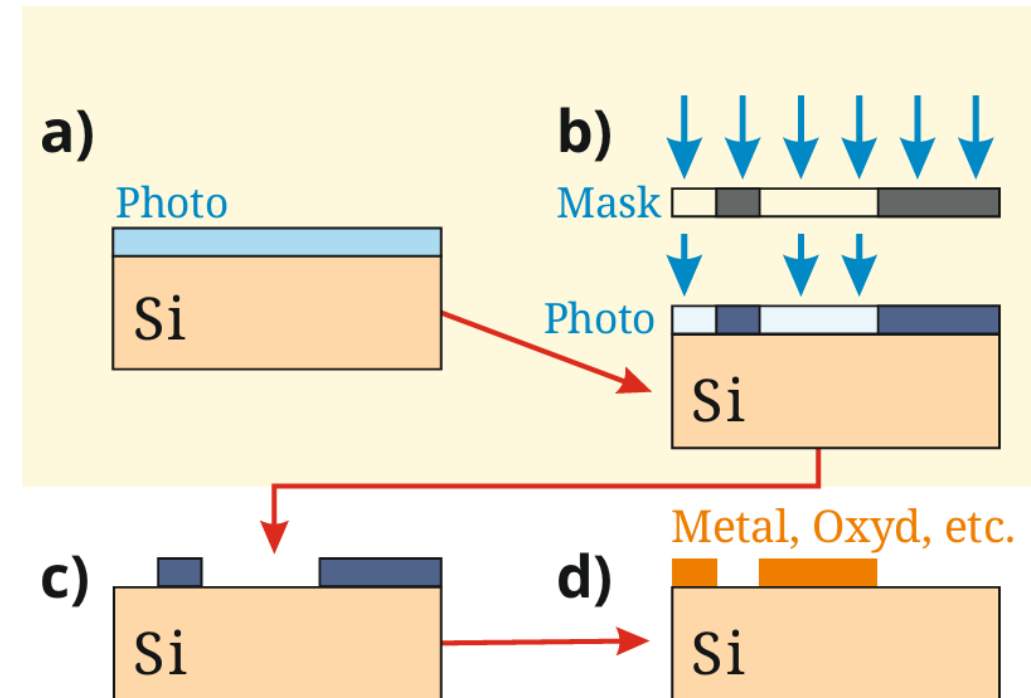 a)
Photo
Si
b)
Mask
Photo
Si
c)
Si
d)
Metal, Oxyd, etc.
Si